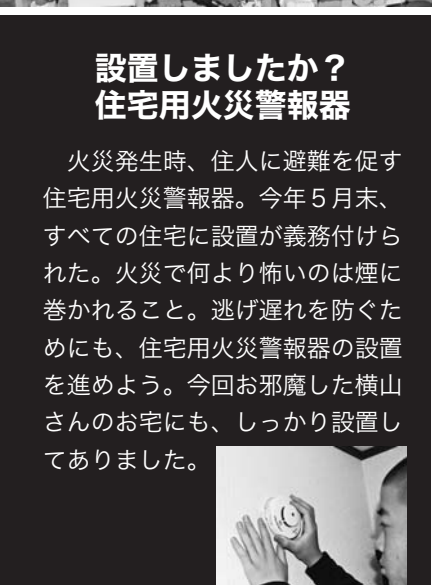 設置しましたか？
住宅用火災警報器
　火災発生時、住人に避難を促す
住宅用火災警報器。今年５月末、
すべての住宅に設置が義務付けら
れた。火災で何より怖いのは煙に
巻かれること。逃げ遅れを防ぐた
めにも、住宅用火災警報器の設置
を進めよう。今回お邪魔した横山
さんのお宅にも、しっかり設置し
てありました。